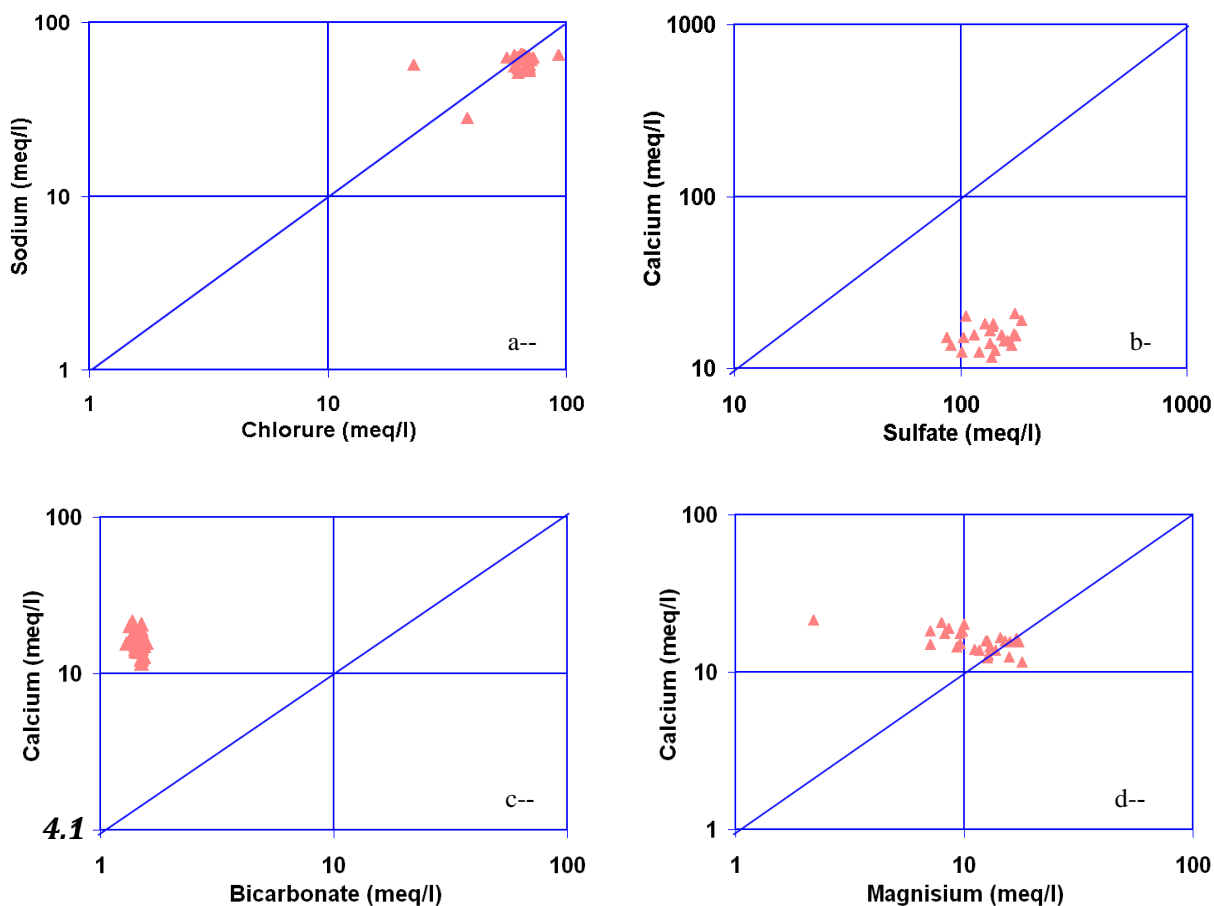 100
10
1
Sodium (meq/l)
a--
1
10
100
Chlorure (meq/l)
1000
100
10
Calcium (meq/l)
b-
10
100
1000
Sulfate (meq/l)
100
10
4.1
Calcium (meq/l)
c--
1
10
100
Bicarbonate (meq/l)
100
10
1
Calcium (meq/l)
d--
1
10
100
Magnisium (meq/l)